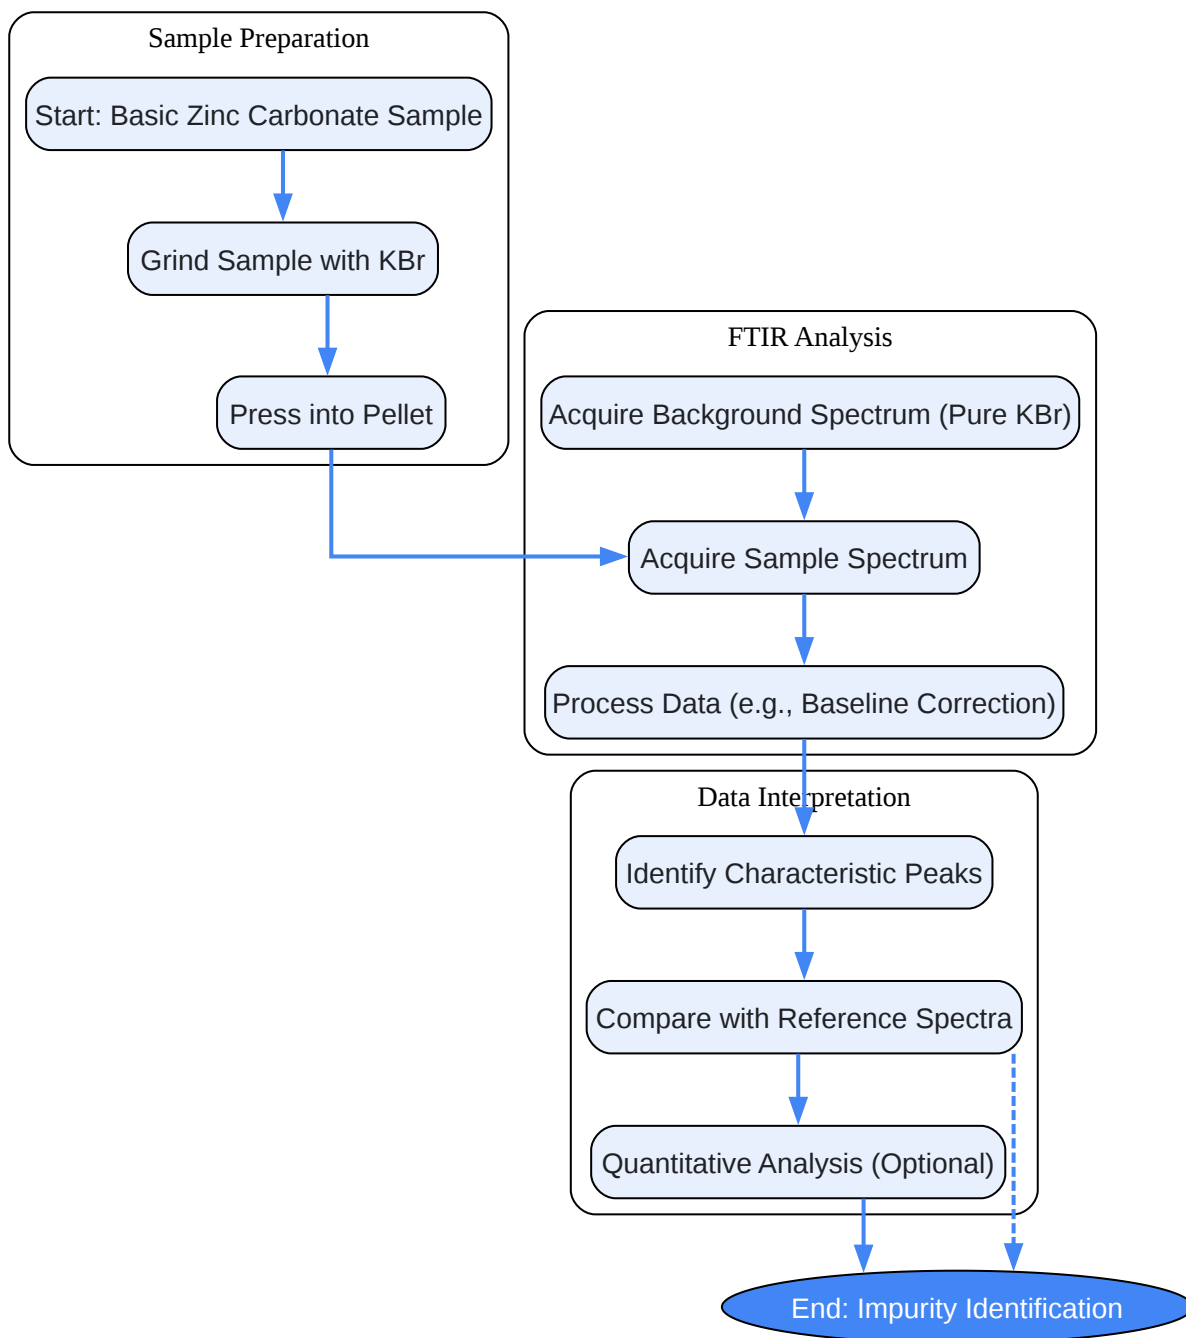 Sample Preparation
Start: Basic Zinc Carbonate Sample
Grind Sample with KBr
Press into Pellet
FTIR Analysis
Acquire Background Spectrum (Pure KBr)
Acquire Sample Spectrum
Process Data (e.g., Baseline Correction)
Data Interpretation
Identify Characteristic Peaks
Compare with Reference Spectra
Quantitative Analysis (Optional)
End: Impurity Identification